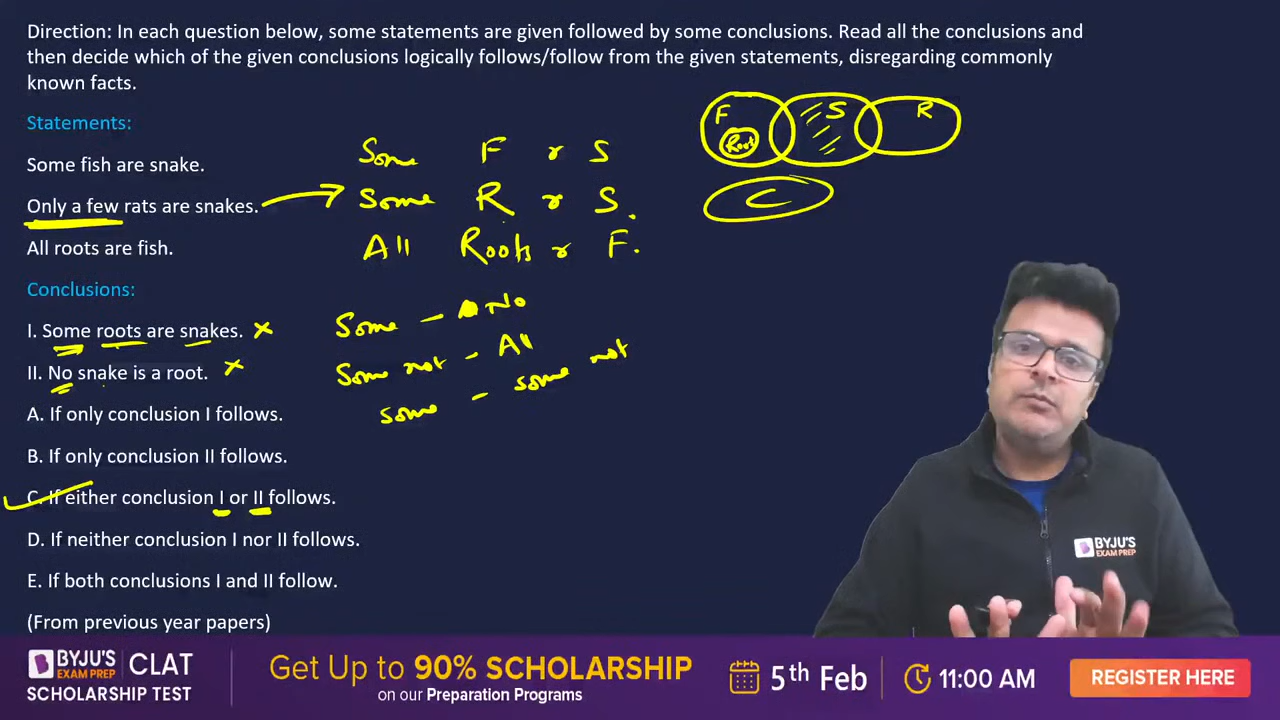 Direction: In each question below, some statements are given followed by some conclusions. Read all the conclusions and
then decide which of the given conclusions logically follows/follow from the given statements, disregarding commonly
known facts.
Statements:
Some fish are snake.
Only a few rats are snakes.
All roots are fish.
Conclusions:
I. Some roots are snakes. ×
II. No snake is a root. ×
A. If only conclusion I follows.
B. If only conclusion II follows.
C. If either conclusion I or II follows.
D. If neither conclusion I nor II follows.
E. If both conclusions I and II follow.
(From previous year papers)
Some F r S
Some R r S.
All Roots r F.
Some - No
Some not - All
some - some not
F S R
Root
C
BYJU'S
EXAM PREP
BYJU'S
EXAM PREP
CLAT
SCHOLARSHIP TEST
Get Up to 90% SCHOLARSHIP
on our Preparation Programs
5th Feb
11:00 AM
REGISTER HERE